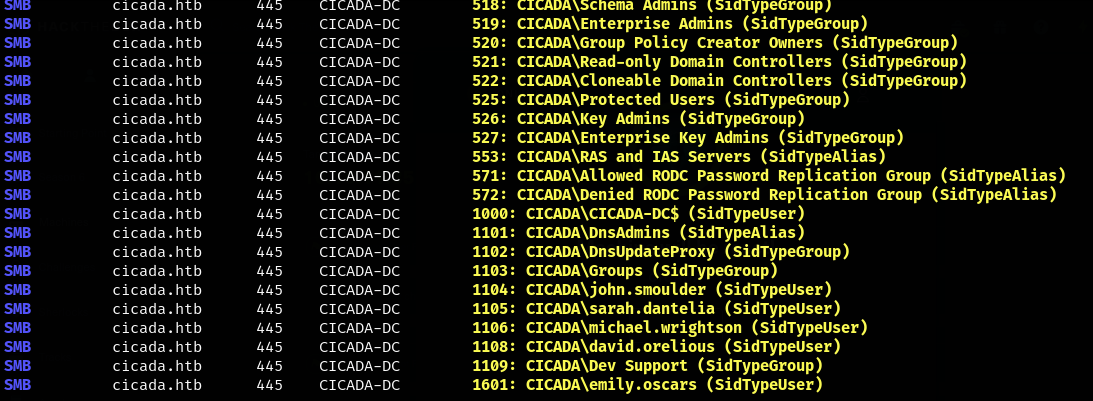 SMB cicada.htb 445 CICADA-DC 518: CICADA\Schema Admins (SidTypeGroup)
SMB cicada.htb 445 CICADA-DC 519: CICADA\Enterprise Admins (SidTypeGroup)
SMB cicada.htb 445 CICADA-DC 520: CICADA\Group Policy Creator Owners (SidTypeGroup)
SMB cicada.htb 445 CICADA-DC 521: CICADA\Read-only Domain Controllers (SidTypeGroup)
SMB cicada.htb 445 CICADA-DC 522: CICADA\Cloneable Domain Controllers (SidTypeGroup)
SMB cicada.htb 445 CICADA-DC 525: CICADA\Protected Users (SidTypeGroup)
SMB cicada.htb 445 CICADA-DC 526: CICADA\Key Admins (SidTypeGroup)
SMB cicada.htb 445 CICADA-DC 527: CICADA\Enterprise Key Admins (SidTypeGroup)
SMB cicada.htb 445 CICADA-DC 553: CICADA\RAS and IAS Servers (SidTypeAlias)
SMB cicada.htb 445 CICADA-DC 571: CICADA\Allowed RODC Password Replication Group (SidTypeAlias)
SMB cicada.htb 445 CICADA-DC 572: CICADA\Denied RODC Password Replication Group (SidTypeAlias)
SMB cicada.htb 445 CICADA-DC 1000: CICADA\CICADA-DC$ (SidTypeUser)
SMB cicada.htb 445 CICADA-DC 1101: CICADA\DnsAdmins (SidTypeAlias)
SMB cicada.htb 445 CICADA-DC 1102: CICADA\DnsUpdateProxy (SidTypeGroup)
SMB cicada.htb 445 CICADA-DC 1103: CICADA\Groups (SidTypeGroup)
SMB cicada.htb 445 CICADA-DC 1104: CICADA\john.smoulder (SidTypeUser)
SMB cicada.htb 445 CICADA-DC 1105: CICADA\sarah.dantelia (SidTypeUser)
SMB cicada.htb 445 CICADA-DC 1106: CICADA\michael.wrightson (SidTypeUser)
SMB cicada.htb 445 CICADA-DC 1108: CICADA\david.orelious (SidTypeUser)
SMB cicada.htb 445 CICADA-DC 1109: CICADA\Dev Support (SidTypeGroup)
SMB cicada.htb 445 CICADA-DC 1601: CICADA\emily.oscars (SidTypeUser)